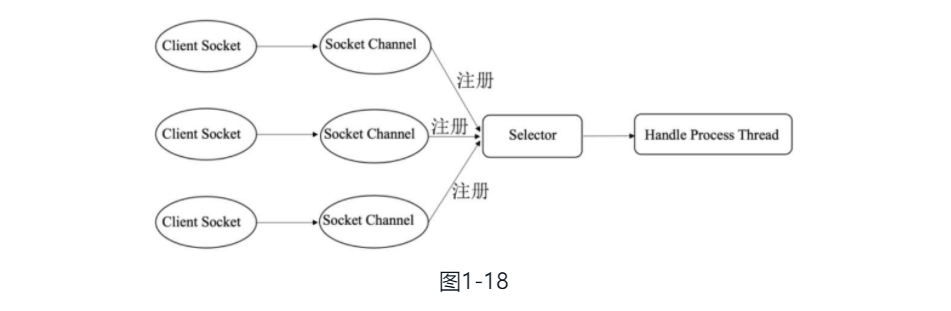 Client Socket
Socket Channel
注册
Client Socket
Socket Channel
注册
Selector
Handle Process Thread
Client Socket
Socket Channel
注册
图1-18